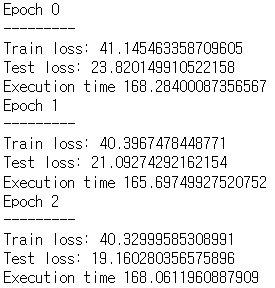 Epoch 0
---------
Train loss: 41.145463358709605
Test loss: 23.820149910522158
Execution time 168.28400087356567
Epoch 1
---------
Train loss: 40.3967478448771
Test loss: 21.09274292162154
Execution time 165.69749927520752
Epoch 2
---------
Train loss: 40.32999585308991
Test loss: 19.160280356575896
Execution time 168.0611960887909